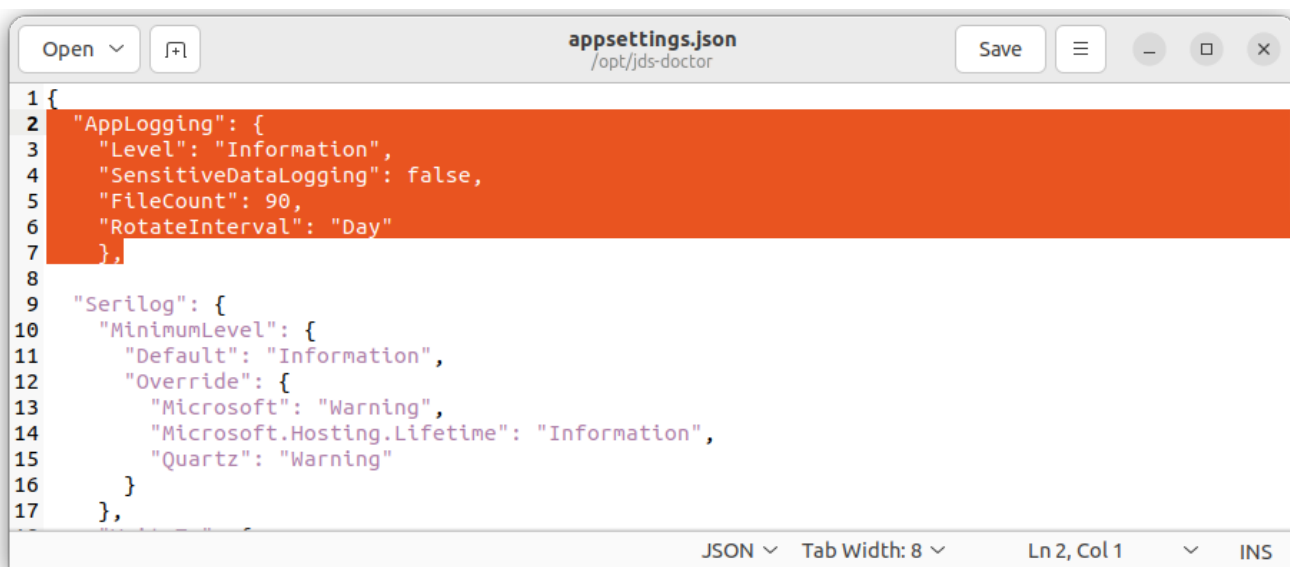 Open
appsettings.json
/opt/jds-doctor
Save
1 {
2   "AppLogging": {
3     "Level": "Information",
4     "SensitiveDataLogging": false,
5     "FileCount": 90,
6     "RotateInterval": "Day"
7     },
8
9   "Serilog": {
10     "MinimumLevel": {
11       "Default": "Information",
12       "Override": {
13         "Microsoft": "Warning",
14         "Microsoft.Hosting.Lifetime": "Information",
15         "Quartz": "Warning"
16       }
17     },
JSON Tab Width: 8 Ln 2, Col 1 INS